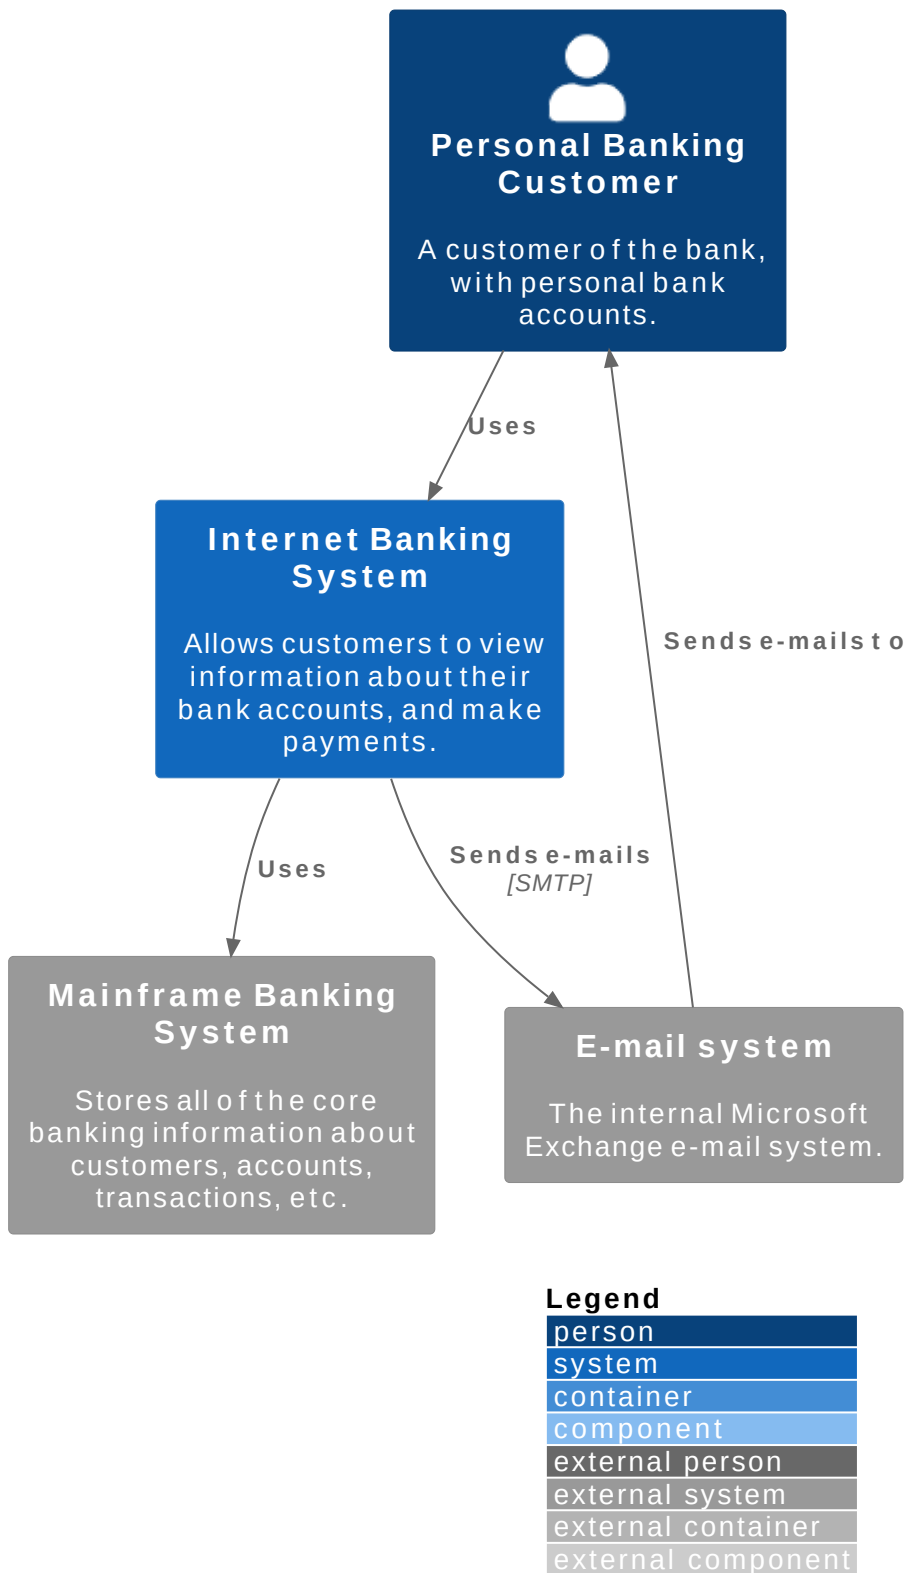 Personal Banking
Customer
A customer of the bank,
with personal bank
accounts.
Uses
Internet Banking
System
Allows customers to view
information about their
bank accounts, and make
payments.
Sends e-mails to
Uses
Sends e-mails
[SMTP]
Mainframe Banking
System
Stores all of the core
banking information about
customers, accounts,
transactions, etc.
E-mail system
The internal Microsoft
Exchange e-mail system.
Legend
person
system
container
component
external person
external system
external container
external component